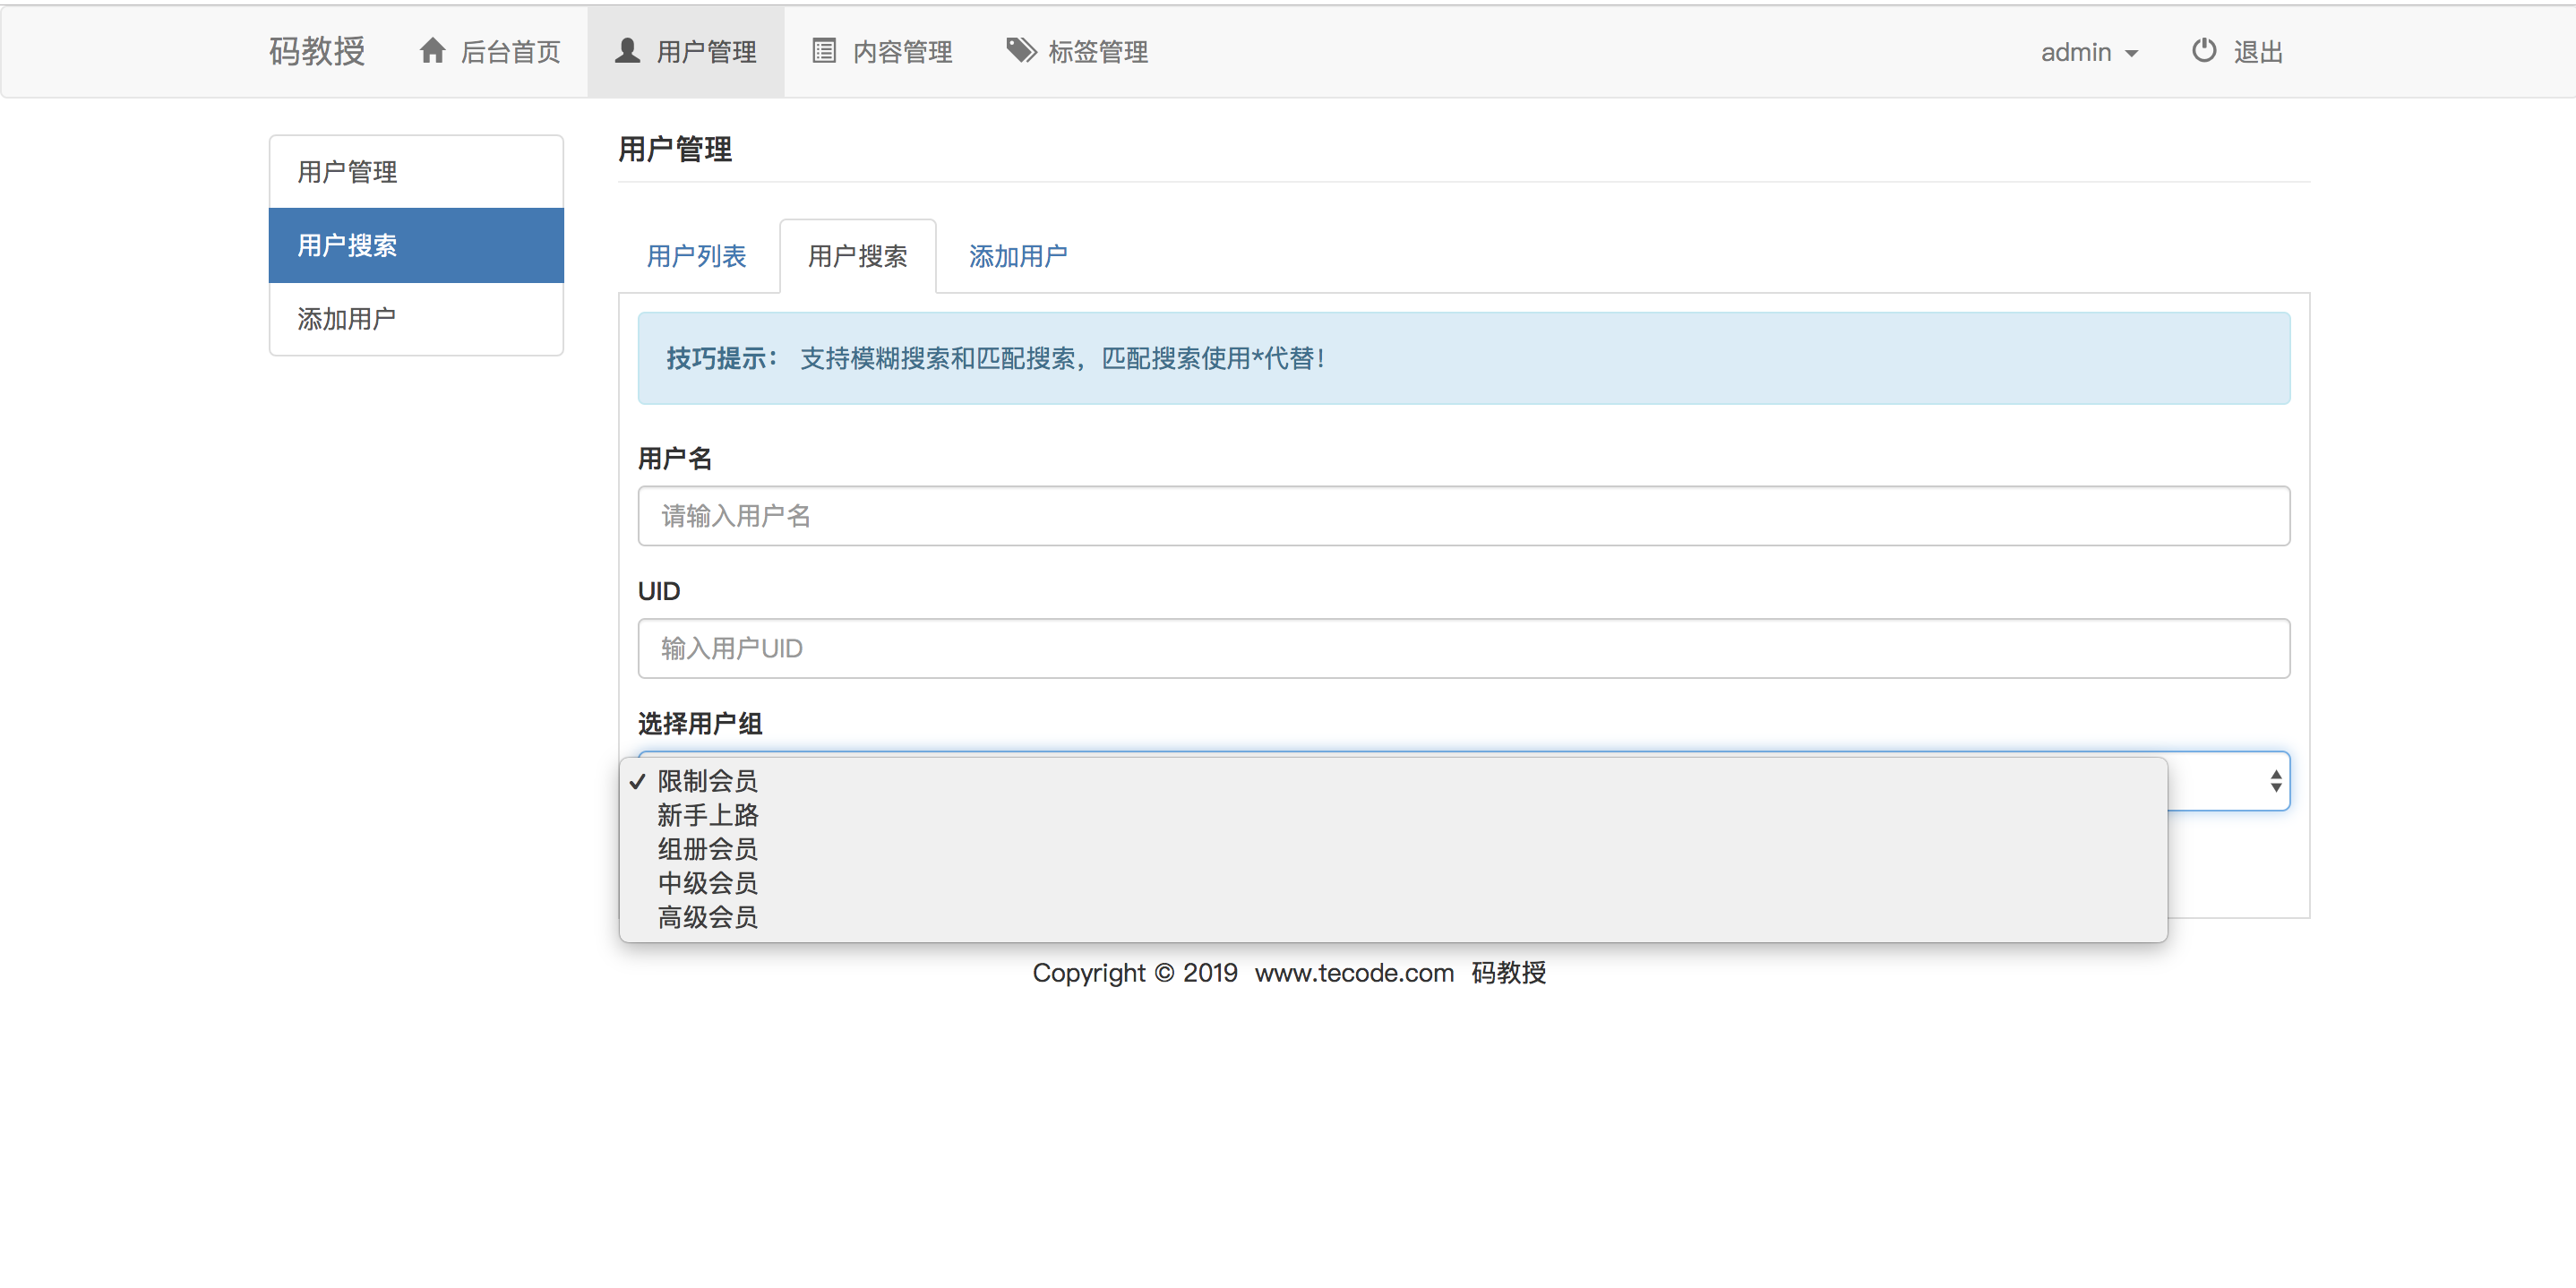 码教授 后台首页 用户管理 内容管理 标签管理 admin 退出
用户管理
用户搜索
添加用户
用户管理
用户列表 用户搜索 添加用户
技巧提示： 支持模糊搜索和匹配搜索，匹配搜索使用*代替！
用户名
请输入用户名
UID
输入用户UID
选择用户组
限制会员
新手上路
组册会员
中级会员
高级会员
Copyright © 2019 www.tecode.com 码教授